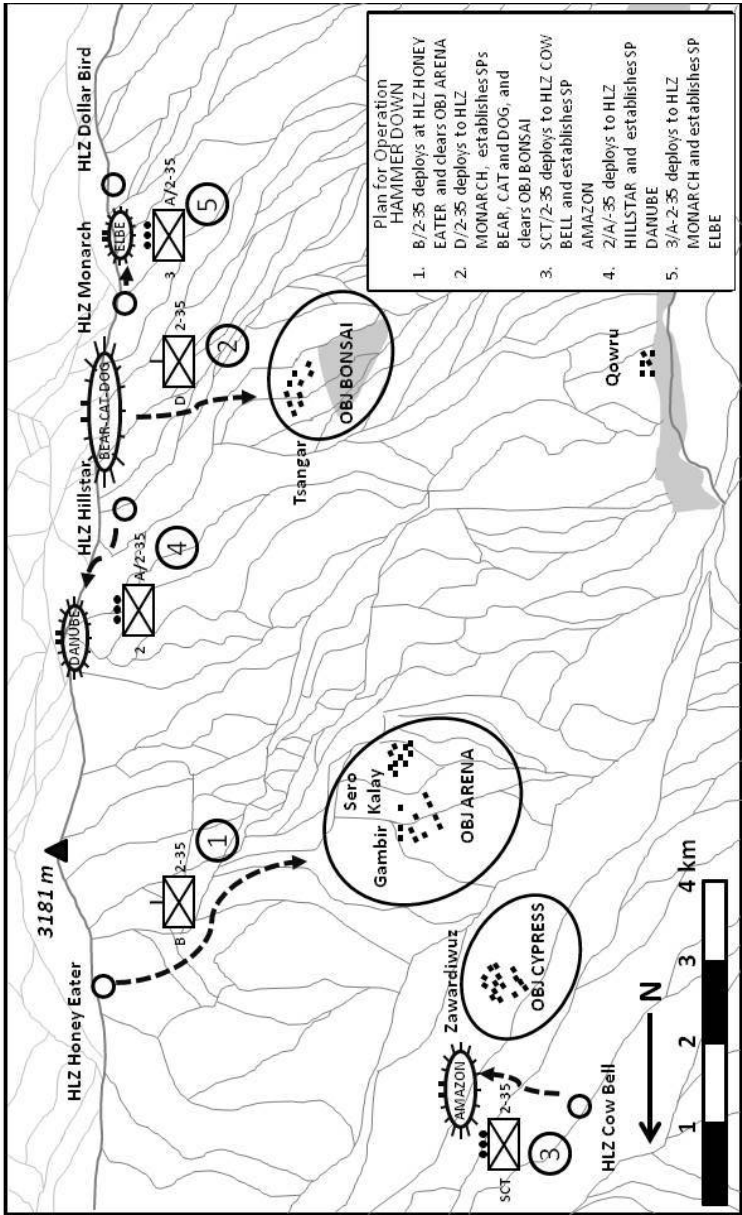 HLZ Honey Eater
3181 m
DANUBE
HLZ Hillstar
BEAR-CAT-DOG
HLZ Monarch
ELBE
HLZ Dollar Bird
B
2-35
1
2
A/2-35
4
D
2-35
2
3
A/2-35
5
Gambir
Sero
Kalay
OBJ ARENA
Tsangar
OBJ BONSAI
Zawardiwuz
OBJ CYPRESS
AMAZON
SCT
2-35
3
HLZ Cow Bell
Qowru
N
1
2
3
4 km
Plan for Operation
HAMMER DOWN
1. B/2-35 deploys at HLZ HONEY
EATER and clears OBJ ARENA
2. D/2-35 deploys to HLZ
MONARCH, establishes SPs
BEAR, CAT and DOG, and
clears OBJ BONSAI
3. SCT/2-35 deploys to HLZ COW
BELL and establishes SP
AMAZON
4. 2/A/-35 deploys to HLZ
HILLSTAR and establishes SP
DANUBE
5. 3/A-2-35 deploys to HLZ
MONARCH and establishes SP
ELBE